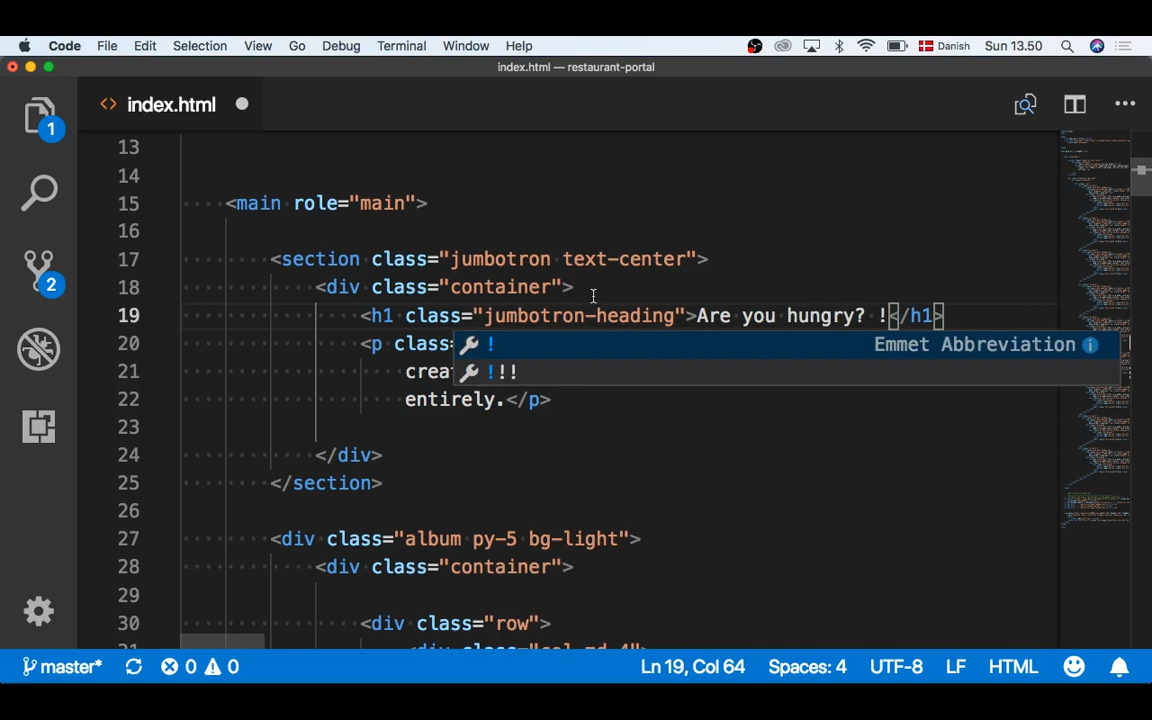 Code File Edit Selection View Go Debug Terminal Window Help Danish Sun 13.50
index.html — restaurant-portal
<> index.html
1
2
13
14
15 <main role="main">
16
17 <section class="jumbotron text-center">
18 <div class="container">
19 <h1 class="jumbotron-heading">Are you hungry? !</h1>
20 <p class=
! Emmet Abbreviation
!!!
21 crea
22 entirely.</p>
23
24 </div>
25 </section>
26
27 <div class="album py-5 bg-light">
28 <div class="container">
29
30 <div class="row">
master* 0 0 Ln 19, Col 64 Spaces: 4 UTF-8 LF HTML